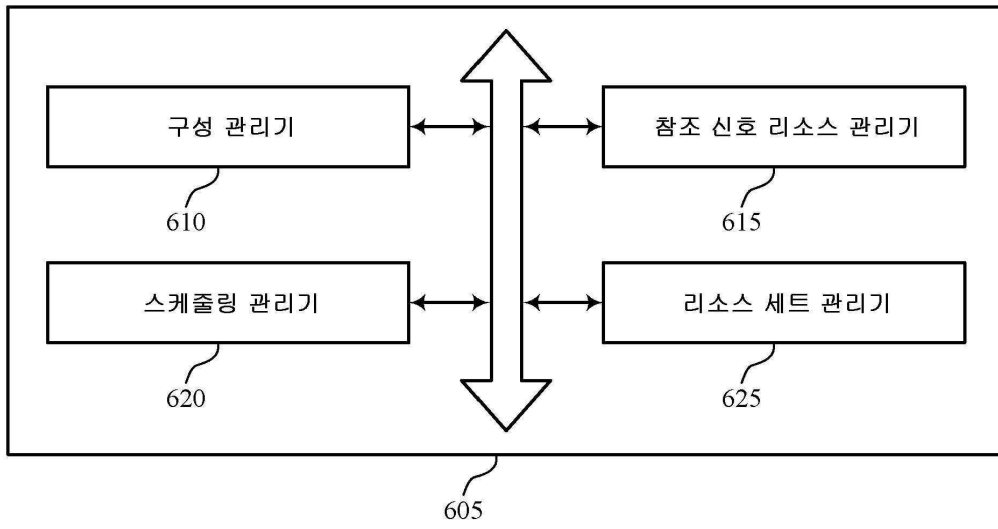 구성 관리기
참조 신호 리소스 관리기
610
615
스케줄링 관리기
리소스 세트 관리기
620
625
605